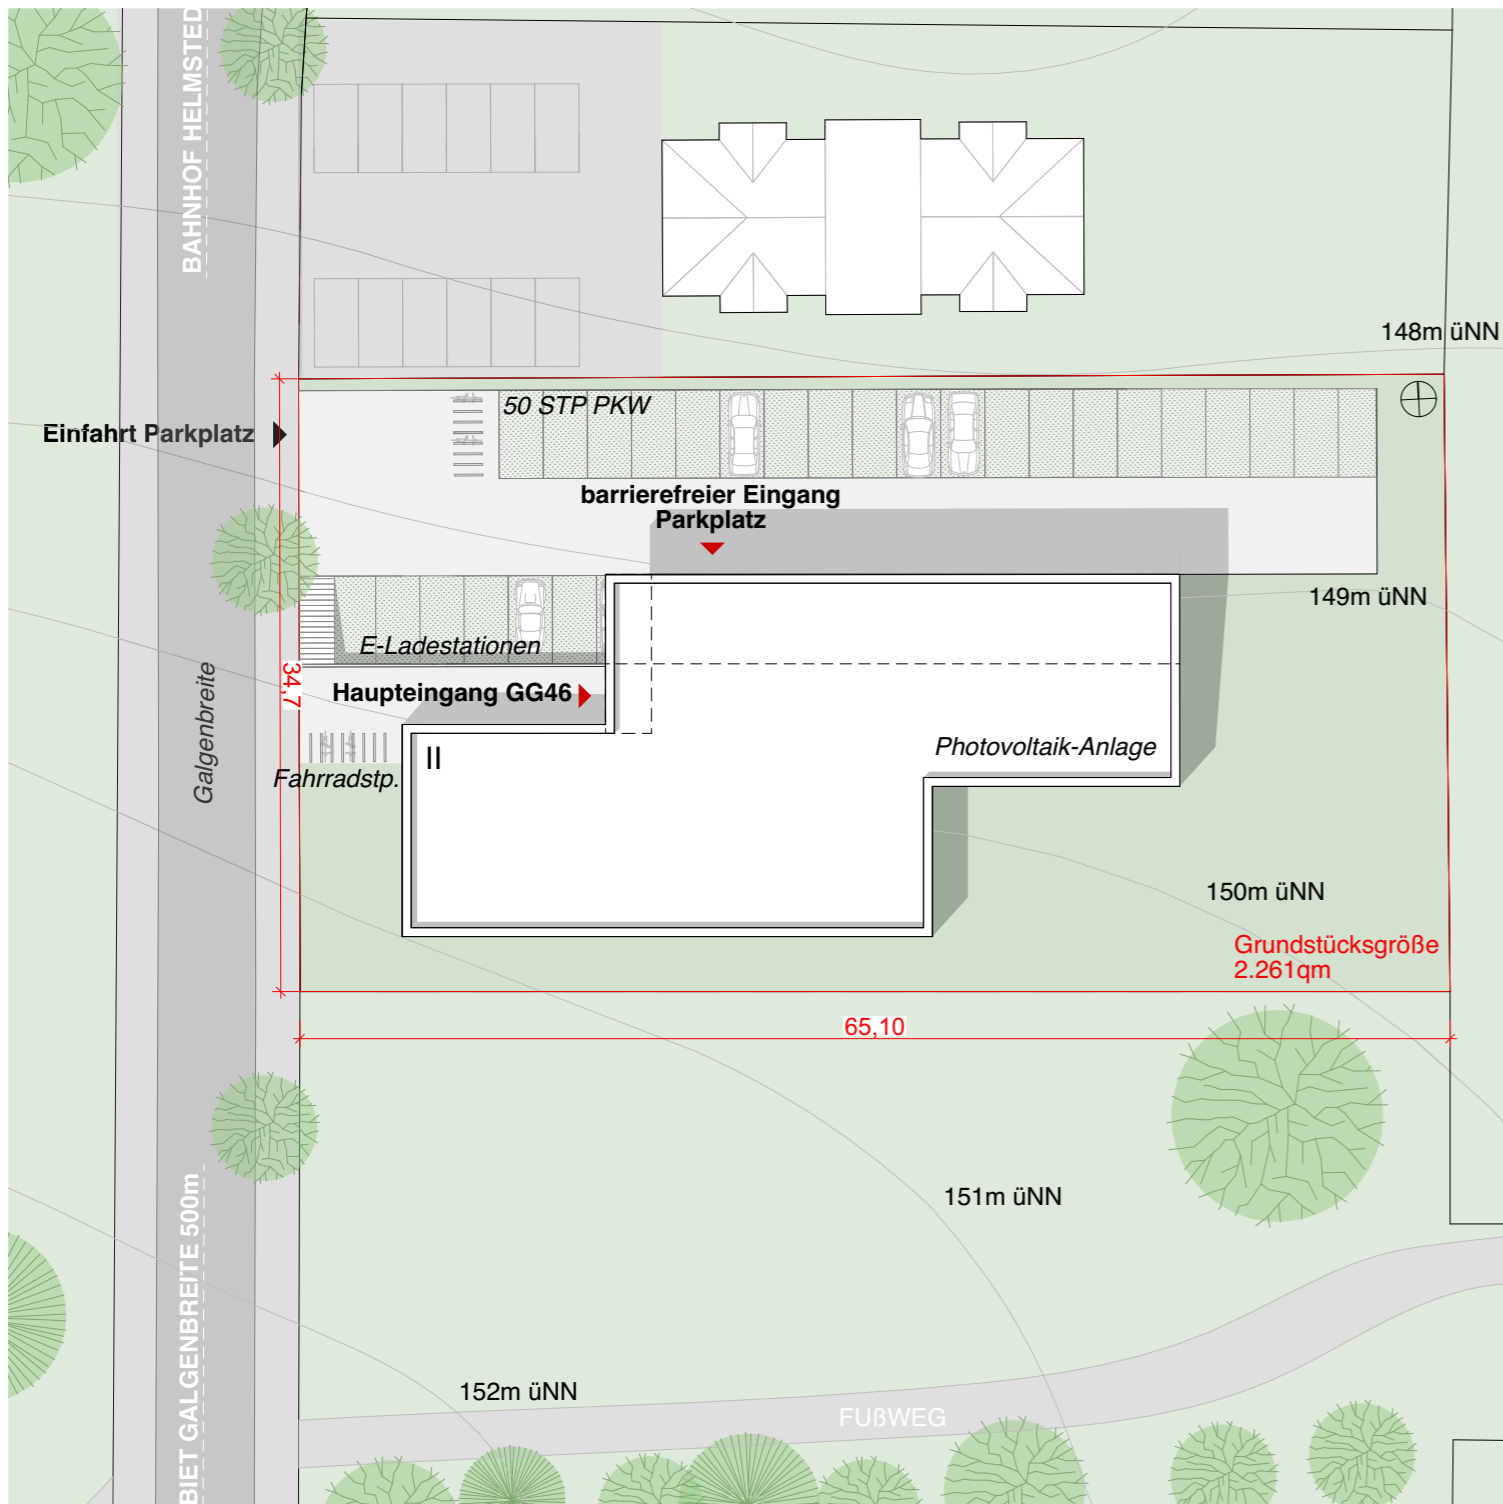 BAHNHOF HELMSTED
148m üNN
50 STP PKW
Einfahrt Parkplatz
barrierefreier Eingang
Parkplatz
149m üNN
E-Ladestationen
34,7
Haupteingang GG46
Galgenbreite
Photovoltaik-Anlage
II
Fahrradstp.
150m üNN
Grundstücksgröße
2.261qm
65,10
151m üNN
BIET GALGENBREITE 500m
152m üNN
FUßWEG